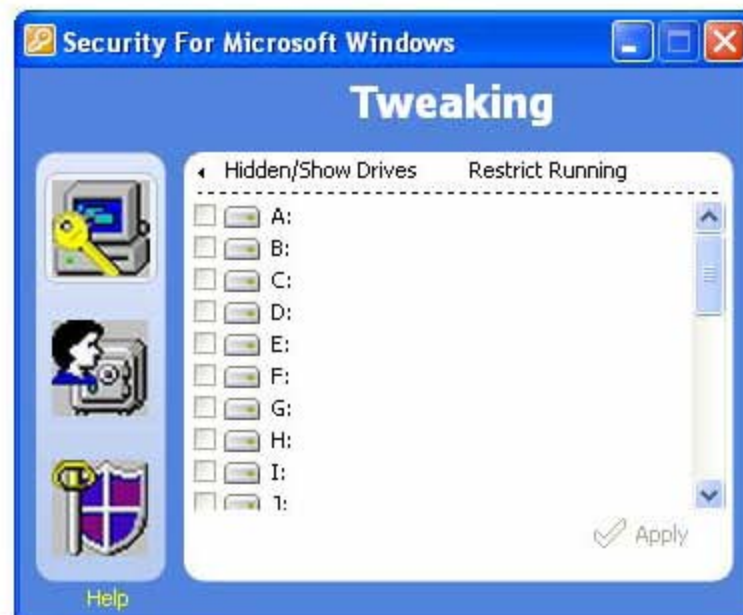 Security For Microsoft Windows
Tweaking
Hidden/Show Drives Restrict Running
A:
B:
C:
D:
E:
F:
G:
H:
I:
J:
Apply
Help